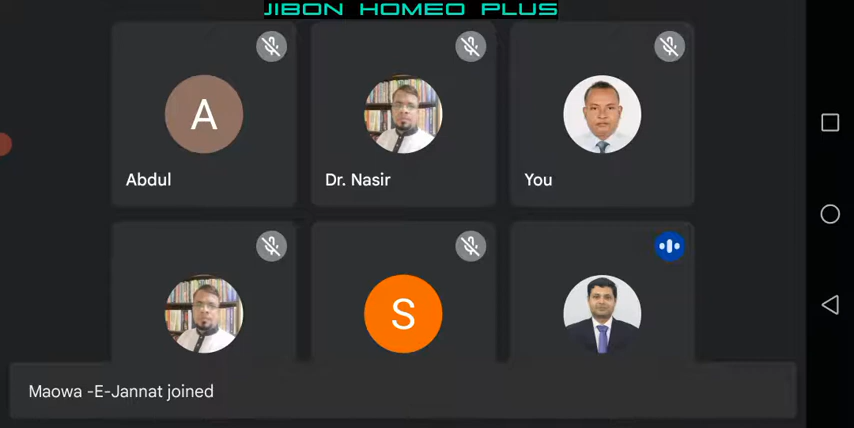 JIBON HOMEO PLUS
A
Abdul
Dr. Nasir
You
S
Maowa -E-Jannat joined